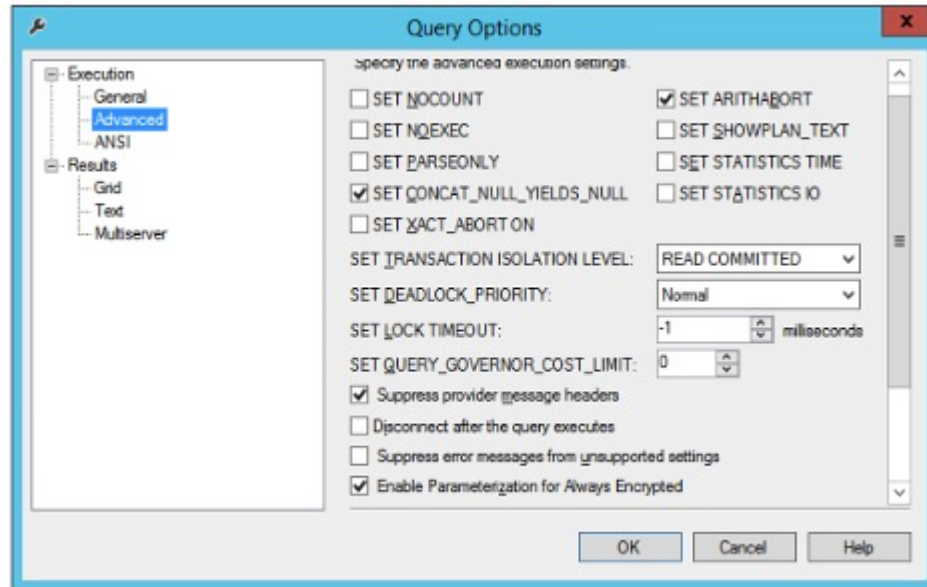 Query Options
x
Execution
General
Advanced
ANSI
Results
Grid
Text
Multiserver
Specify the advanced execution settings.
SET NOCOUNT
SET ARITHABORT
SET NOEXEC
SET SHOWPLAN_TEXT
SET PARSEONLY
SET STATISTICS TIME
SET CONCAT_NULL_YIELDS_NULL
SET STATISTICS IO
SET XACT_ABORT ON
SET TRANSACTION ISOLATION LEVEL: READ COMMITTED
SET DEADLOCK_PRIORITY: Normal
SET LOCK TIMEOUT: -1 milliseconds
SET QUERY_GOVERNOR_COST_LIMIT: 0
Suppress provider message headers
Disconnect after the query executes
Suppress error messages from unsupported settings
Enable Parameterization for Always Encrypted
OK Cancel Help